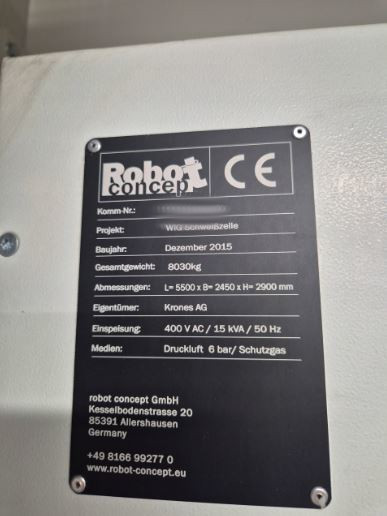 Robot concept CE
Komm-Nr.:
Projekt: WIG Schweißzelle
Baujahr: Dezember 2015
Gesamtgewicht: 8030kg
Abmessungen: L= 5500 x B= 2450 x H= 2900 mm
Eigentümer: Krones AG
Einspeisung: 400 V AC / 15 kVA / 50 Hz
Medien: Druckluft 6 bar/ Schutzgas
robot concept GmbH
Kesselbodenstrasse 20
85391 Allershausen
Germany
+49 8166 99277 0
www.robot-concept.eu